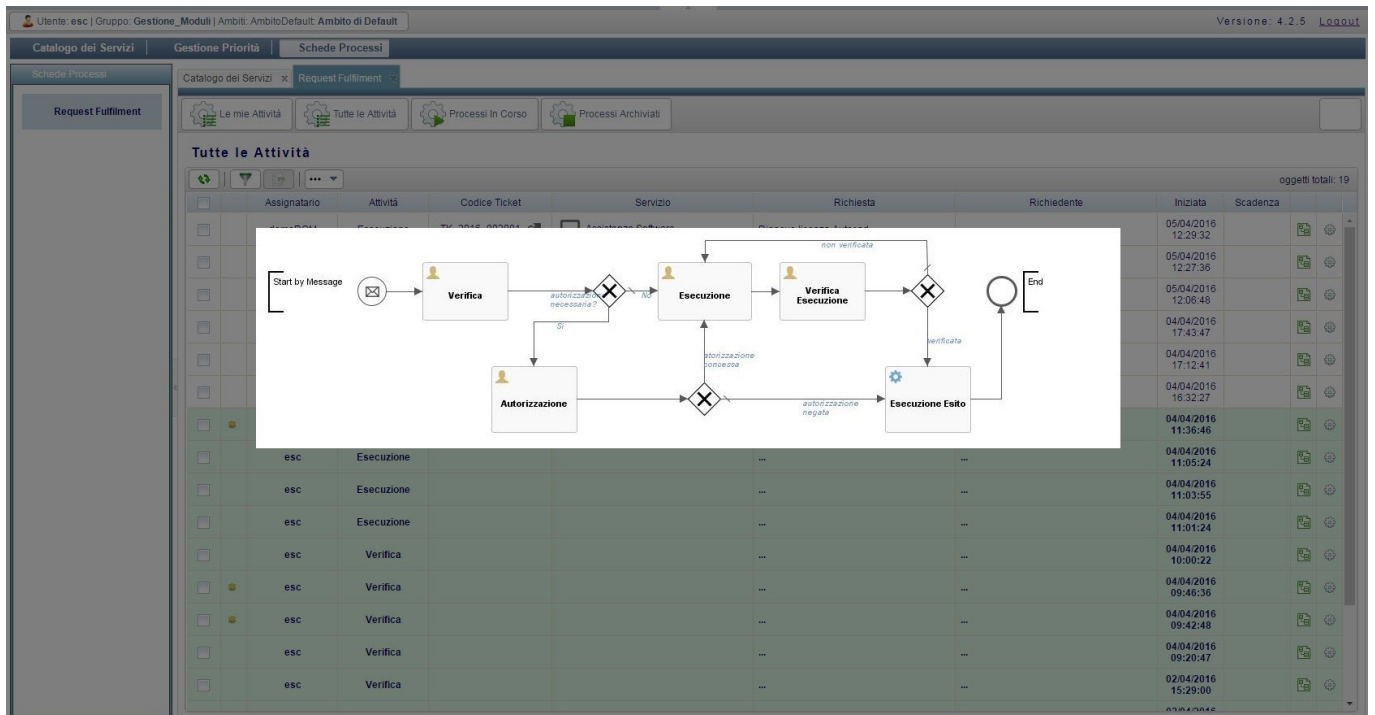 Utente: esc | Gruppo: Gestione_Moduli | Ambiti: AmbitoDefault: Ambito di Default
Versione: 4.2.5 Logout
Catalogo dei Servizi | Gestione Priorità | Schede Processi
Schede Processi
Request Fulfilment
Catalogo dei Servizi x Request Fulfilment
Le mie Attività Tutte le Attività Processi In Corso Processi Archiviati
Tutte le Attività
oggetti totali: 19
Assegnatario Attività Codice Ticket Servizio Richiesta Richiedente Iniziata Scadenza
05/04/2016
12:29:32
05/04/2016
12:27:36
05/04/2016
12:06:48
04/04/2016
17:43:47
04/04/2016
17:12:41
04/04/2016
16:32:27
04/04/2016
11:36:46
Start by Message
Verifica
autorizzazione
necessaria?
No
Si
Esecuzione
non verificata
Verifica
Esecuzione
verificata
End
Autorizzazione
concessa
autorizzazione
negata
Esecuzione Esito
esc Esecuzione ... ... 04/04/2016
11:05:24
esc Esecuzione ... ... 04/04/2016
11:03:55
esc Esecuzione ... ... 04/04/2016
11:01:24
esc Verifica ... ... 04/04/2016
10:00:22
esc Verifica ... ... 04/04/2016
09:46:36
esc Verifica ... ... 04/04/2016
09:42:48
esc Verifica ... ... 04/04/2016
09:20:47
esc Verifica ... ... 02/04/2016
15:29:00